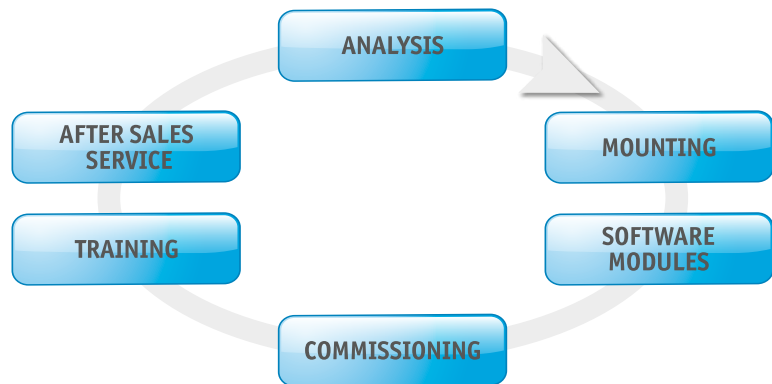 ANALYSIS
MOUNTING
SOFTWARE
MODULES
COMMISSIONING
TRAINING
AFTER SALES
SERVICE